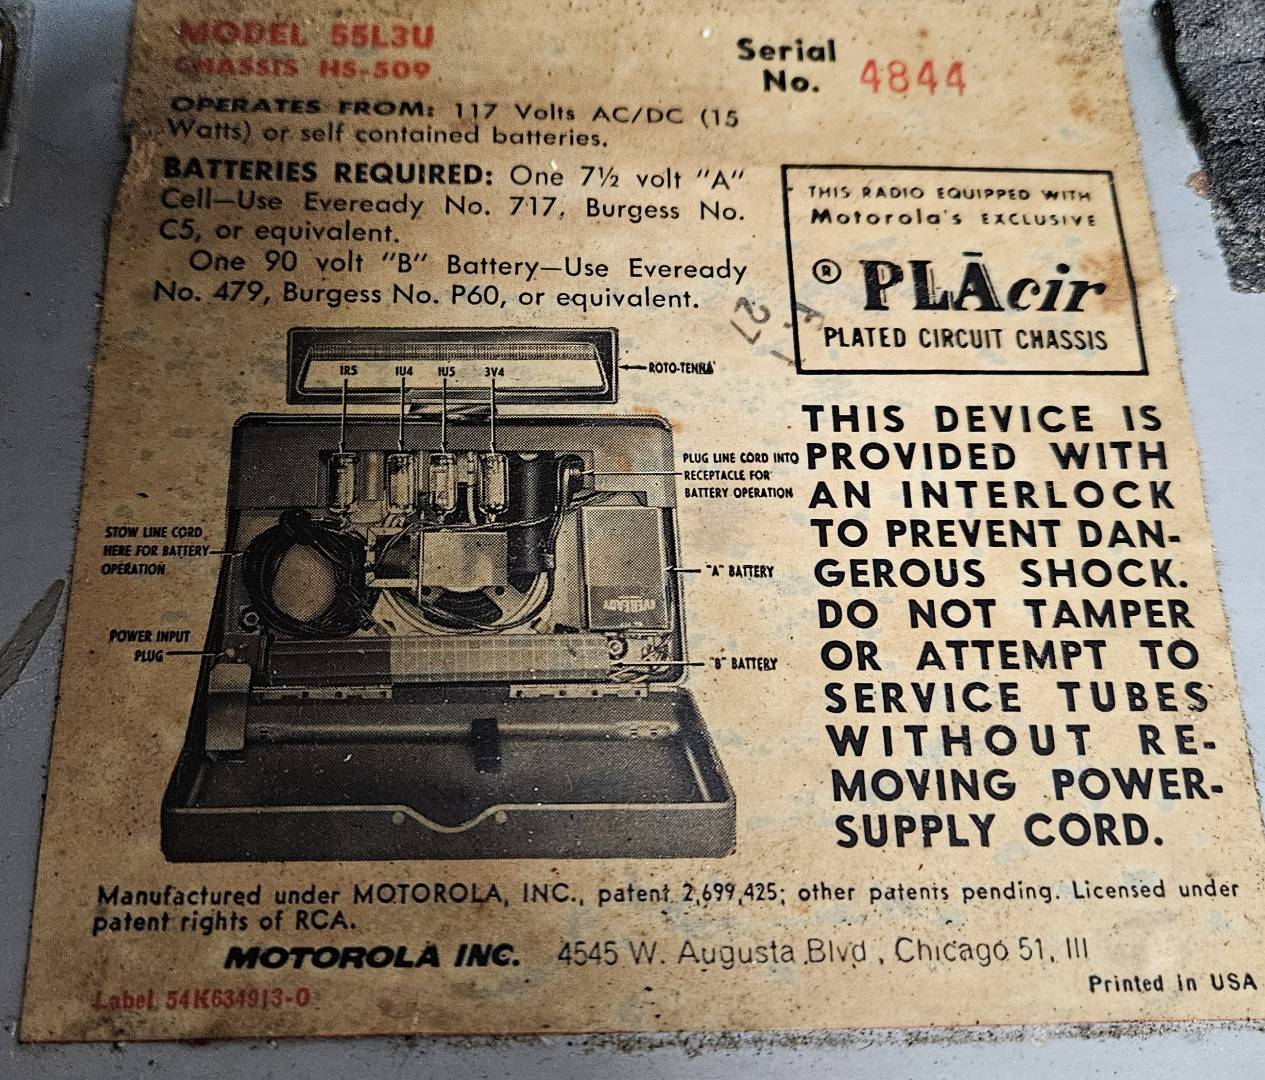 MODEL 55L3U
CHASSIS HS-509
Serial
No. 4844
OPERATES FROM: 117 Volts AC/DC (15
Watts) or self contained batteries.
BATTERIES REQUIRED: One 7½ volt "A"
Cell—Use Eveready No. 717, Burgess No.
C5, or equivalent.
One 90 volt "B" Battery—Use Eveready
No. 479, Burgess No. P60, or equivalent.
THIS RADIO EQUIPPED WITH
Motorola's EXCLUSIVE
® PLĀcir
PLATED CIRCUIT CHASSIS
27
1R5 1U4 1U5 3V4
ROTO-TENNA
PLUG LINE CORD INTO
RECEPTACLE FOR
BATTERY OPERATION
STOW LINE CORD
HERE FOR BATTERY
OPERATION
"A" BATTERY
POWER INPUT
PLUG
"B" BATTERY
THIS DEVICE IS
PROVIDED WITH
AN INTERLOCK
TO PREVENT DAN-
GEROUS SHOCK.
DO NOT TAMPER
OR ATTEMPT TO
SERVICE TUBES
WITHOUT RE-
MOVING POWER-
SUPPLY CORD.
Manufactured under MOTOROLA, INC., patent 2,699,425; other patents pending. Licensed under
patent rights of RCA.
MOTOROLA INC. 4545 W. Augusta Blvd., Chicago 51, Ill
Printed in USA
Label 54K634913-0